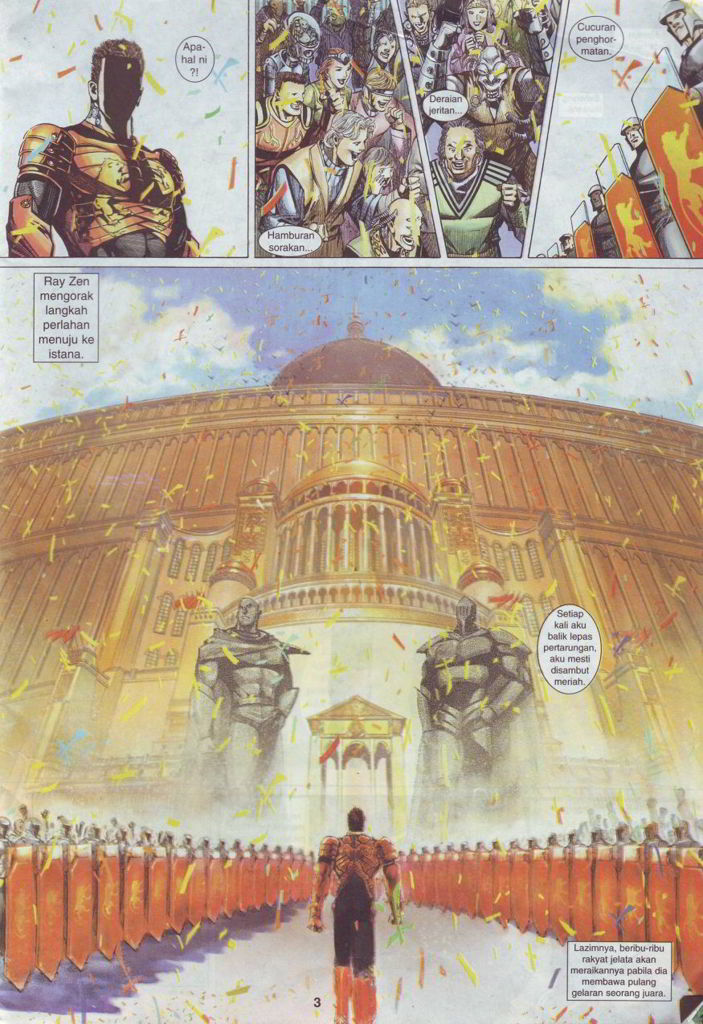 Apa-
hal ni
?!
Hamburan
sorakan...
Deraian
jeritan...
Cucuran
penghor-
matan.
Ray Zen
mengorak
langkah
perlahan
menuju ke
istana.
Setiap
kali aku
balik lepas
pertarungan,
aku mesti
disambut
meriah.
Lazimnya, beribu-ribu
rakyat jelata akan
meraikannya pabila dia
membawa pulang
gelaran seorang juara.
3